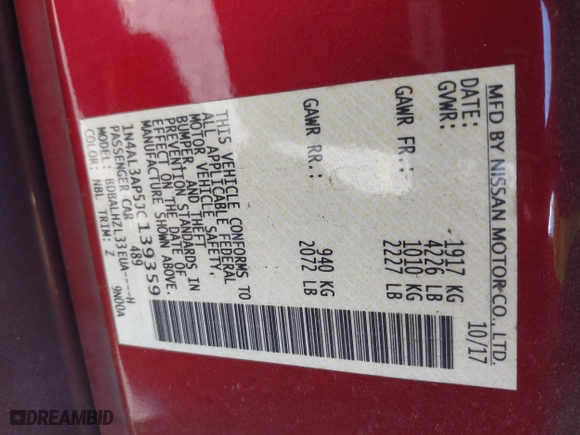 MFD BY NISSAN MOTOR CO., LTD.
DATE: 10/17
GVWR: 1917 KG
4226 LB
GAWR FR.: 1010 KG
2227 LB
GAWR RR.: 940 KG
2072 LB
THIS VEHICLE CONFORMS TO
ALL APPLICABLE FEDERAL
MOTOR VEHICLE SAFETY,
BUMPER, AND THEFT
PREVENTION STANDARDS IN
EFFECT ON THE DATE OF
MANUFACTURE SHOWN ABOVE.
1N4AL3AP5JC139359
PASSENGER CAR 489 9N00A
MODEL: BDBALHZL33EUA----H
COLOR: NBL TRIM: Z
DREAMBID